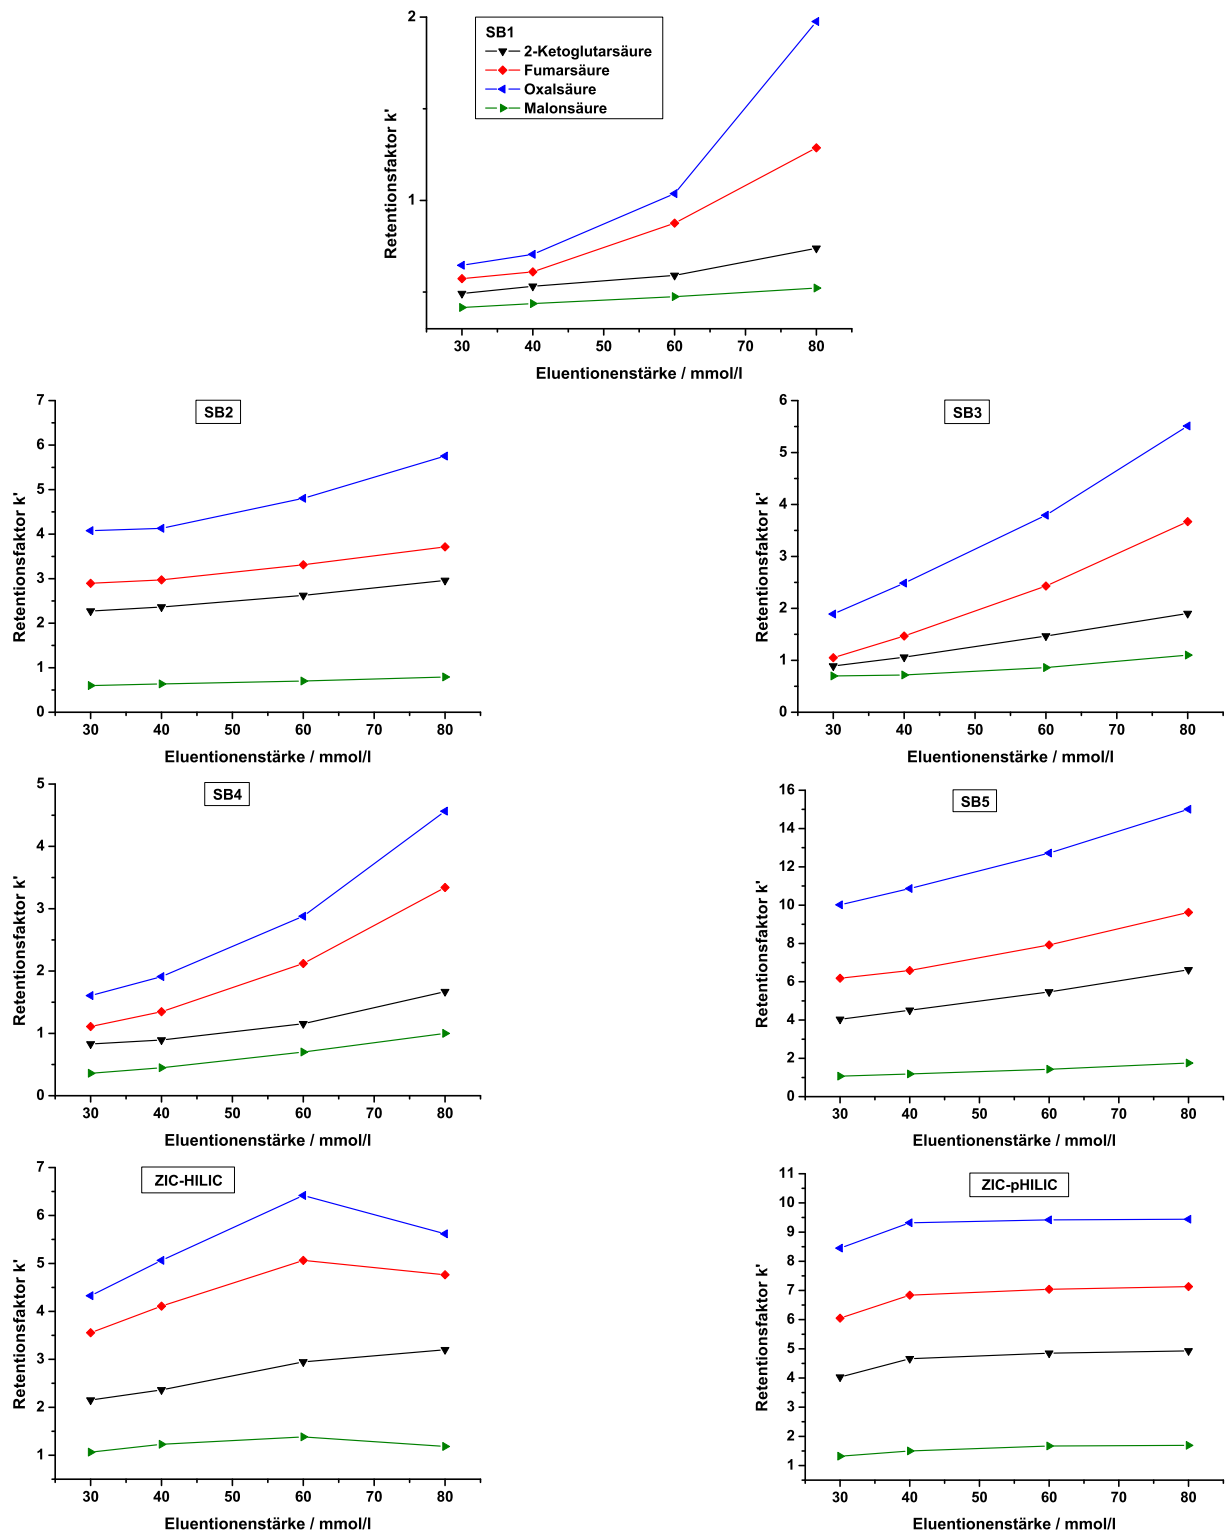 SB1
2-Ketoglutarsäure
Fumarsäure
Oxalsäure
Malonsäure
2
1
Retentionsfaktor k'
30 40 60 70 80
Eluentionenstärke / mmol/l
SB2
7
6
5
4
3
2
1
0
Retentionsfaktor k'
30 40 50 60 70 80
Eluentionenstärke / mmol/l
SB3
6
5
4
3
2
1
0
Retentionsfaktor k'
30 40 50 60 70 80
Eluentionenstärke / mmol/l
SB4
5
4
3
2
1
0
Retentionsfaktor k'
30 40 50 60 70 80
Eluentionenstärke / mmol/l
SB5
16
14
12
10
8
6
4
2
0
Retentionsfaktor k'
30 40 50 60 70 80
Eluentionenstärke / mmol/l
ZIC-HILIC
7
6
5
4
3
2
1
Retentionsfaktor k'
30 40 50 60 70 80
Eluentionenstärke / mmol/l
ZIC-pHILIC
11
10
9
8
7
6
5
4
3
2
1
Retentionsfaktor k'
30 40 50 60 70 80
Eluentionenstärke / mmol/l